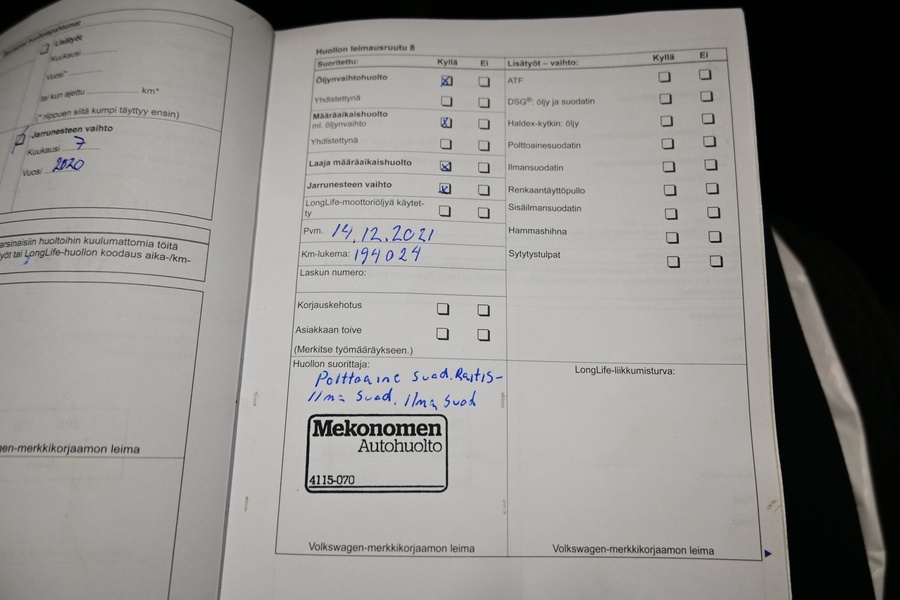 Lisätyöt
Kuukausi
Vuosi*
tai kun ajettu km*
(* riippuen siitä kumpi täyttyy ensin)
Jarrunesteen vaihto
Kuukausi 7
Vuosi 2020
arsinaisiin huoltoihin kuulumattomia töitä
yöt tai LongLife-huollon koodaus aika-/km-
en-merkkikorjaamon leima
Huollon leimausruutu 8
Suoritettu: Kyllä Ei
Öljynvaihtohuolto
Yhdistettynä
Määräaikaishuolto
ml. öljynvaihto
Yhdistettynä
Laaja määräaikaishuolto
Jarrunesteen vaihto
LongLife-moottoriöljyä käytet-
ty
Pvm. 14.12.2021
Km-lukema: 194024
Laskun numero:
Korjauskehotus
Asiakkaan toive
(Merkitse työmääräykseen.)
Huollon suorittaja:
Polttoaine suod. Raitis-
ilma suod. ilma suod
Mekonomen
Autohuolto
4115-070
Volkswagen-merkkikorjaamon leima
Lisätyöt – vaihto: Kyllä Ei
ATF
DSG®: öljy ja suodatin
Haldex-kytkin: öljy
Polttoainesuodatin
Ilmansuodatin
Renkaantäyttöpullo
Sisäilmansuodatin
Hammashihna
Sytytystulpat
LongLife-liikkumisturva:
Volkswagen-merkkikorjaamon leima